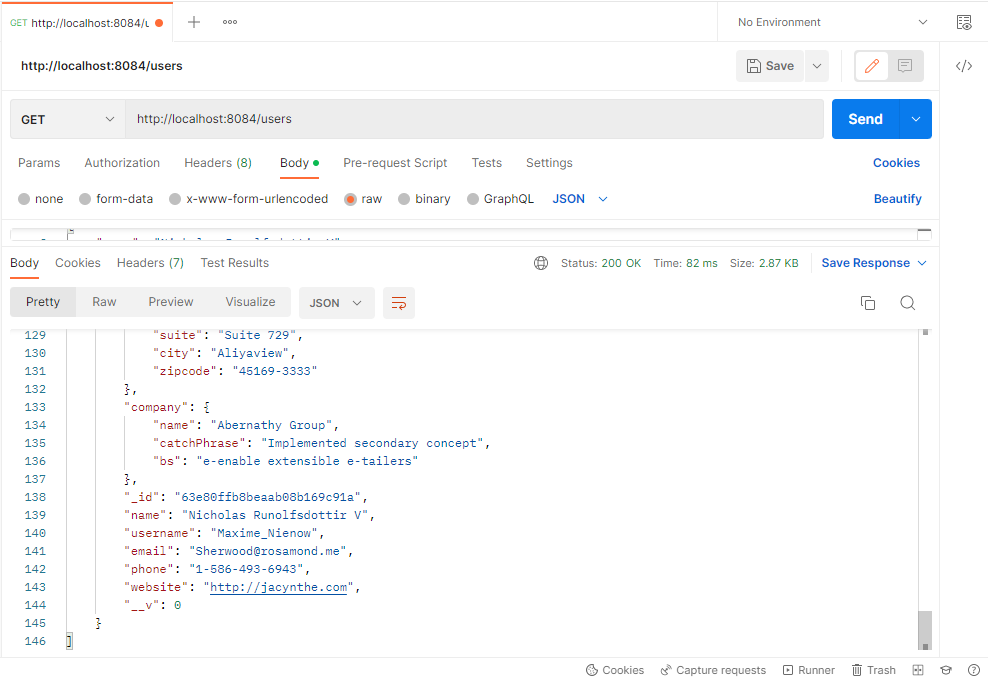 GET http://localhost:8084/u
No Environment
http://localhost:8084/users
Save
GET http://localhost:8084/users Send
Params Authorization Headers (8) Body Pre-request Script Tests Settings Cookies
none form-data x-www-form-urlencoded raw binary GraphQL JSON Beautify
Body Cookies Headers (7) Test Results Status: 200 OK Time: 82 ms Size: 2.87 KB Save Response
Pretty Raw Preview Visualize JSON
129 "suite": "Suite 729",
130 "city": "Aliyaview",
131 "zipcode": "45169-3333"
132 },
133 "company": {
134 "name": "Abernathy Group",
135 "catchPhrase": "Implemented secondary concept",
136 "bs": "e-enable extensible e-tailers"
137 },
138 "_id": "63e80ffb8beaab08b169c91a",
139 "name": "Nicholas Runolfsdottir V",
140 "username": "Maxime_Nienow",
141 "email": "Sherwood@rosamond.me",
142 "phone": "1-586-493-6943",
143 "website": "http://jacynthe.com",
144 "__v": 0
145 }
146 ]
Cookies Capture requests Runner Trash